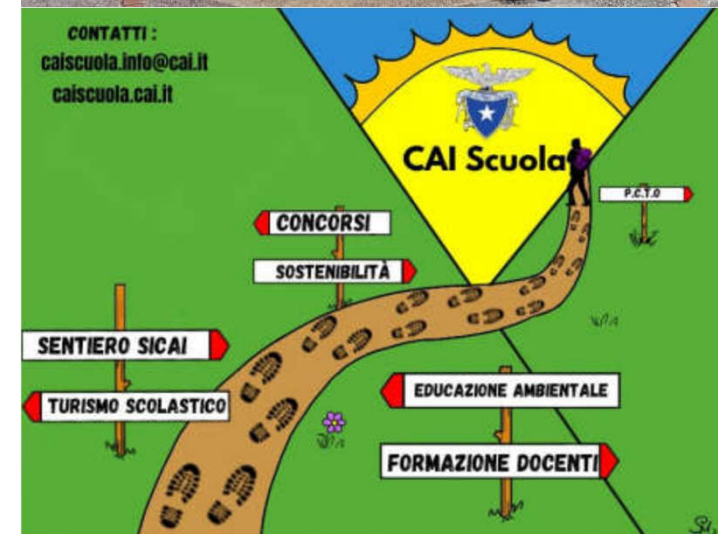 CONTATTI :
caiscuola.info@cai.it
caiscuola.cai.it
CAI Scuola
P.C.T.O
CONCORSI
SOSTENIBILITÀ
SENTIERO SICAI
TURISMO SCOLASTICO
EDUCAZIONE AMBIENTALE
FORMAZIONE DOCENTI